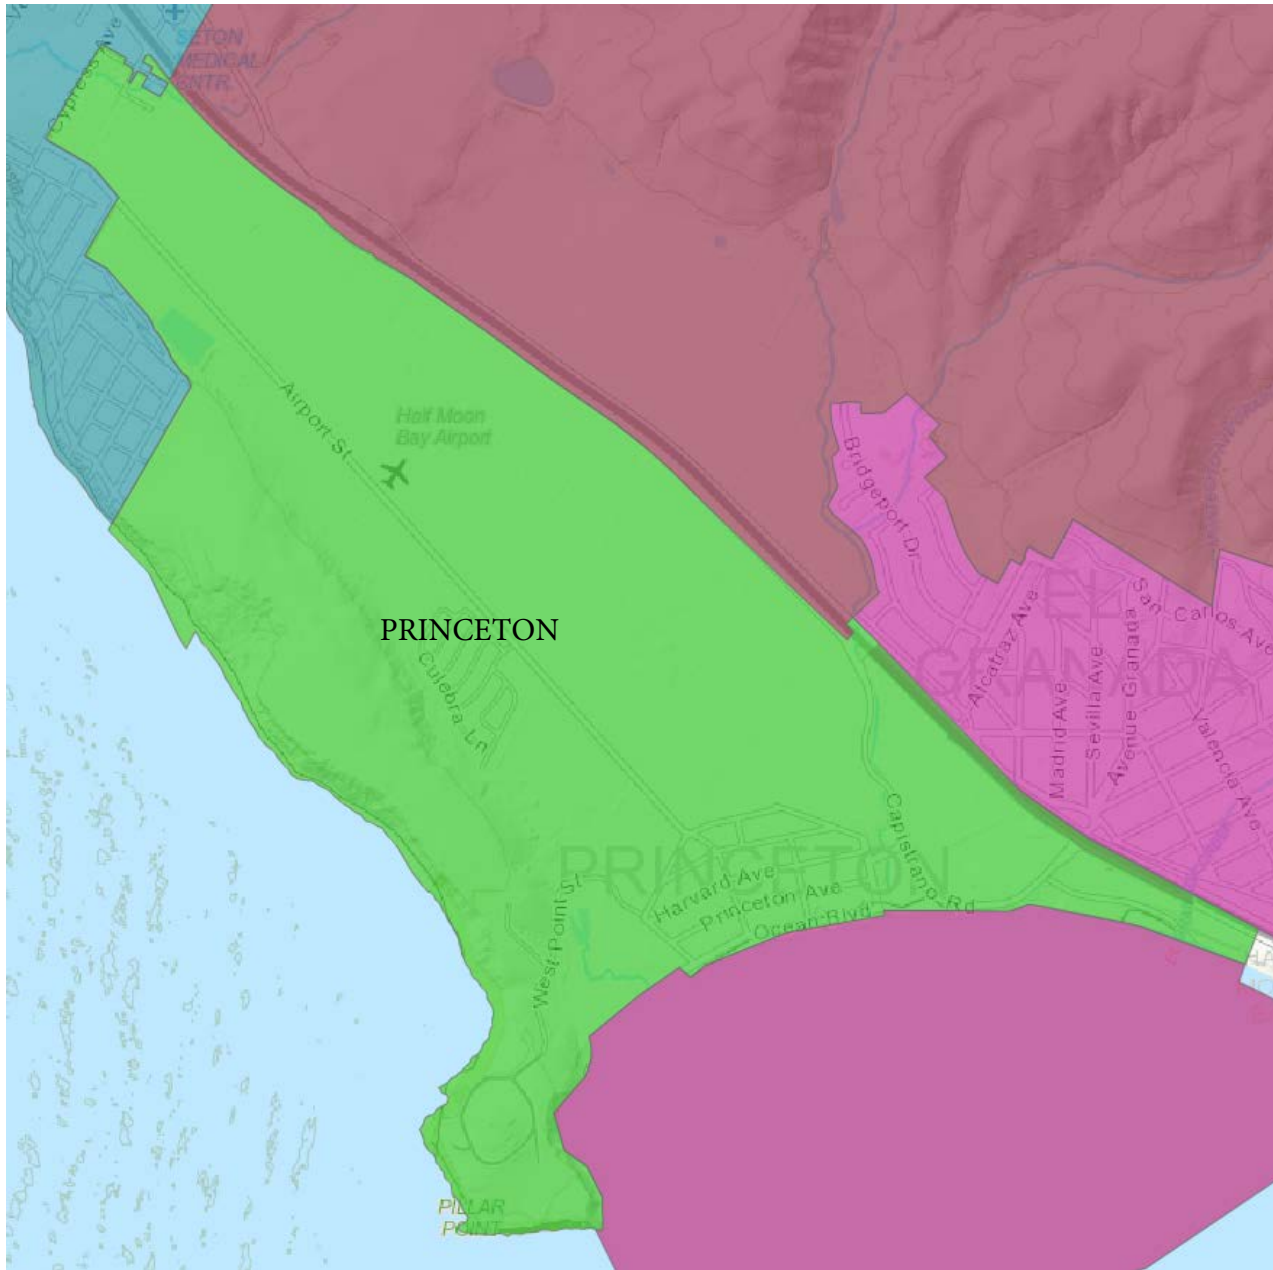 Cypress Ave
SETON
MEDICAL
CNTR.
Airport St
Half Moon
Bay Airport
Bridgeport Dr
PRINCETON
Culebra Ln
EL
GRANADA
San Carlos Ave
Alcatraz Ave
Madrid Ave
Sevilla Ave
Avenue Granada
Valencia Ave
Capistrano Rd
PRINCETON
Harvard Ave
Princeton Ave
Ocean Blvd
West Point St
PILLAR
POINT